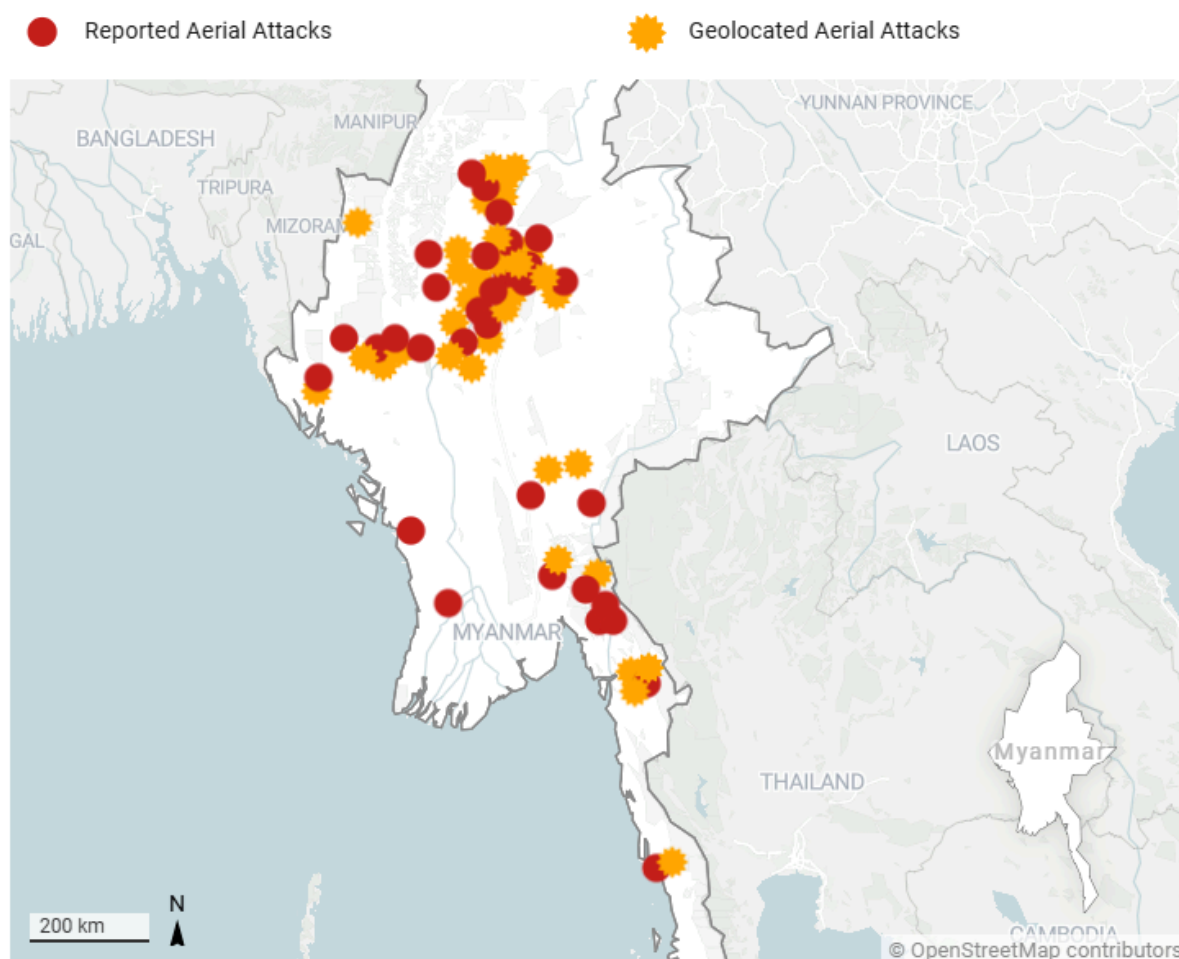 Reported Aerial Attacks
Geolocated Aerial Attacks
YUNNAN PROVINCE
MANIPUR
BANGLADESH
TRIPURA
MIZORAM
GAL
LAOS
MYANMAR
Myanmar
THAILAND
N
200 km
CAMBODIA
© OpenStreetMap contributors